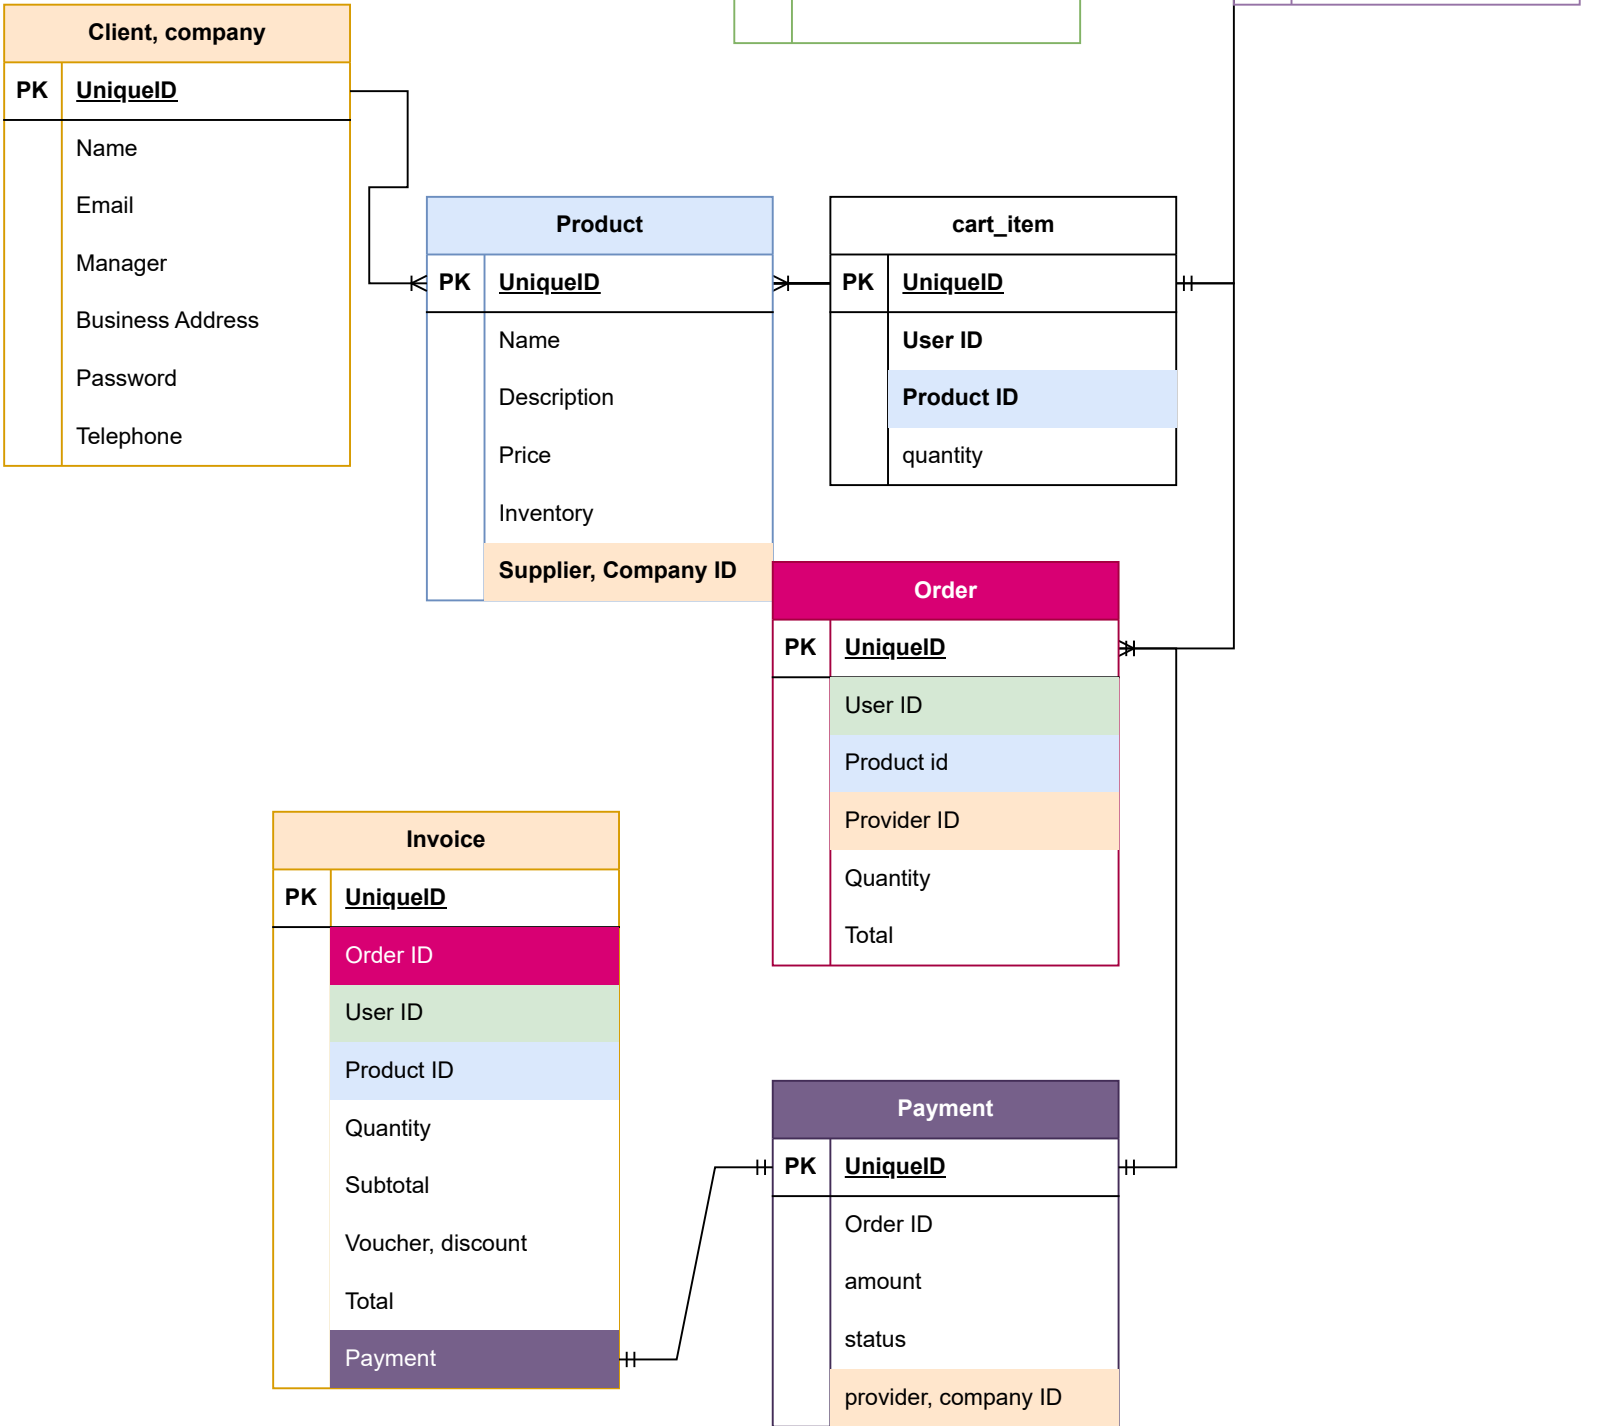 Client, company
PK UniqueID
Name
Email
Manager
Business Address
Password
Telephone
Product
PK UniqueID
Name
Description
Price
Inventory
Supplier, Company ID
cart_item
PK UniqueID
User ID
Product ID
quantity
Order
PK UniqueID
User ID
Product id
Provider ID
Quantity
Total
Invoice
PK UniqueID
Order ID
User ID
Product ID
Quantity
Subtotal
Voucher, discount
Total
Payment
Payment
PK UniqueID
Order ID
amount
status
provider, company ID